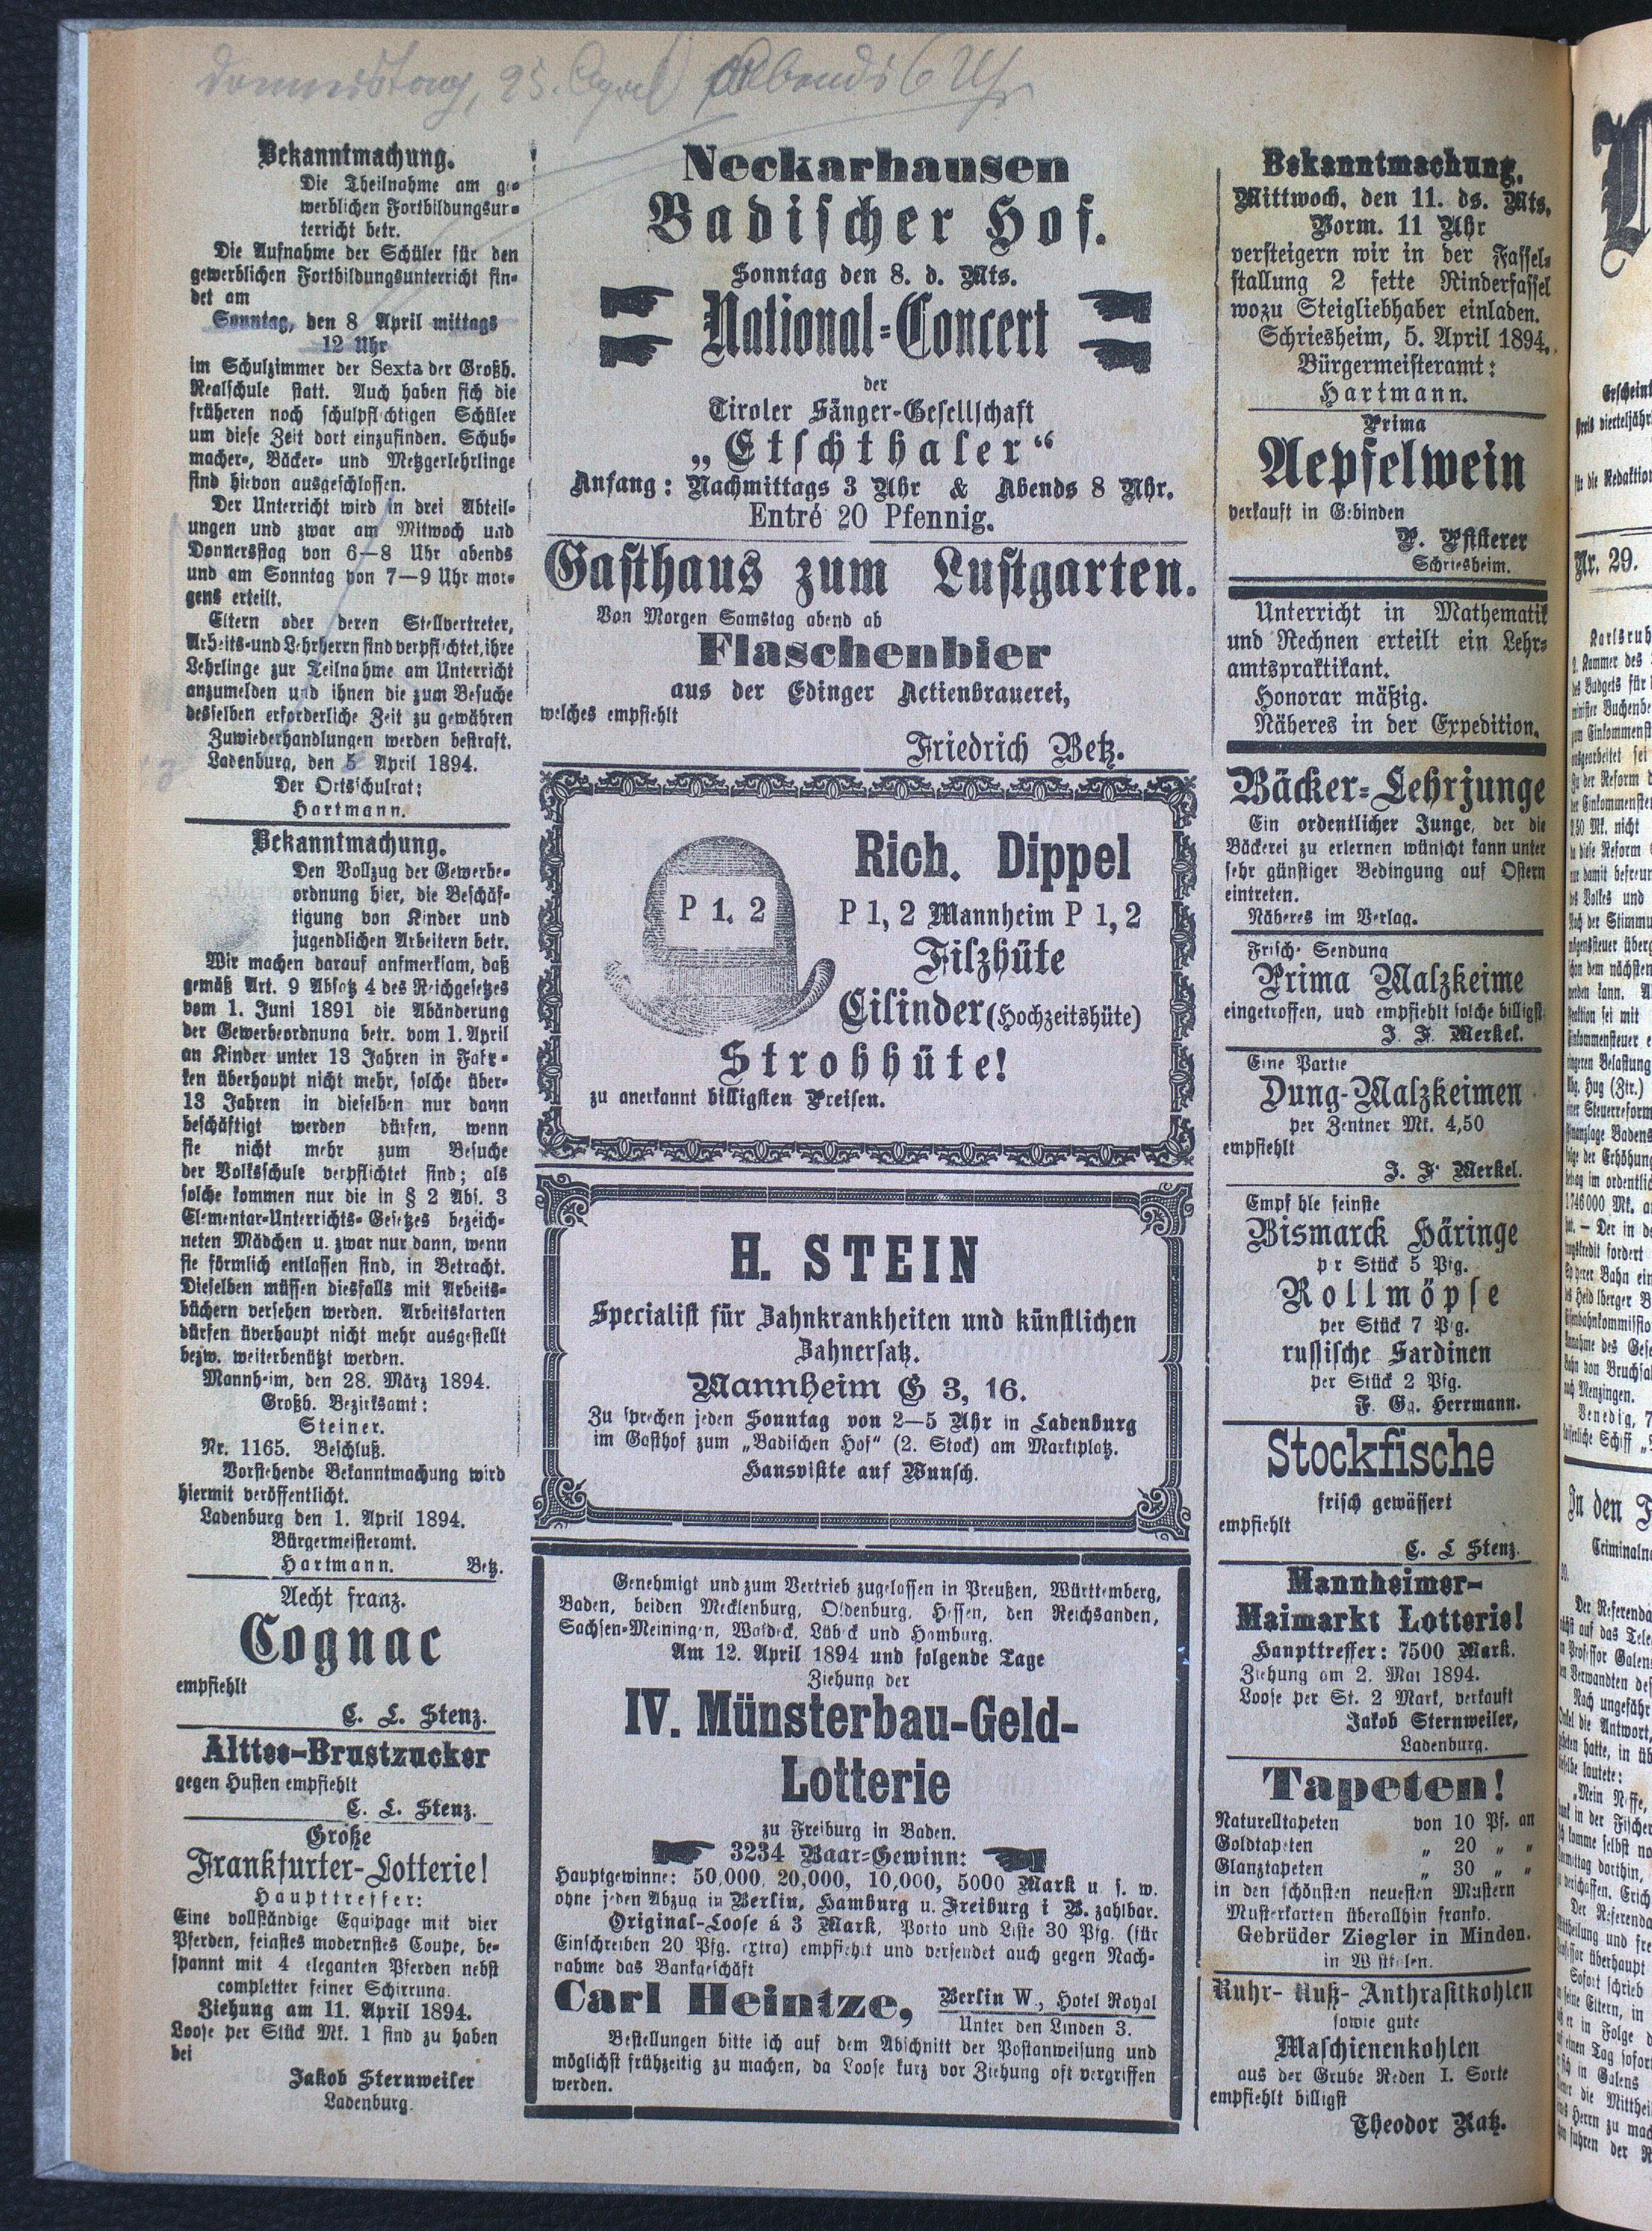 Donnerstag, 25. April Abends 6 Uhr
Bekanntmachung.
Die Theilnahme am ge-
werblichen Fortbildungsun-
terricht betr.
Die Aufnahme der Schüler für den
gewerblichen Fortbildungsunterricht fin-
det am
Sonntag, den 8 April mittags
12 Uhr
im Schulzimmer der Sexta der Großh.
Realschule statt. Auch haben sich die
früheren noch schulpflichtigen Schüler
um diese Zeit dort einzufinden. Schuh-
macher-, Bäcker- und Metzgerlehrlinge
sind hievon ausgeschlossen.
Der Unterricht wird in drei Abteil-
ungen und zwar am Mitwoch und
Donnerstag von 6—8 Uhr abends
und am Sonntag von 7—9 Uhr mor-
gens erteilt.
Eltern oder deren Stellvertreter,
Arbeits-und Lehrherrn sind verpflichtet, ihre
Lehrlinge zur Teilnahme am Unterricht
anzumelden und ihnen die zum Besuche
desselben erforderliche Zeit zu gewähren
Zuwiederhandlungen werden bestraft.
Ladenburg, den 5 April 1894.
Der Ortsschulrat:
Hartmann.
Bekanntmachung.
Den Vollzug der Gewerbe-
ordnung hier, die Beschäf-
tigung von Kinder und
jugendlichen Arbeitern betr.
Wir machen darauf aufmerksam, daß
gemäß Art. 9 Absatz 4 des Reichgesetzes
vom 1. Juni 1891 die Abänderung
der Gewerbeordnung betr. vom 1. April
an Kinder unter 13 Jahren in Fabr-
ken überhaupt nicht mehr, solche über-
13 Jahren in dieselben nur dann
beschäftigt werden dürfen, wenn
sie nicht mehr zum Besuche
der Volksschule verpflichtet sind; als
solche kommen nur die in § 2 Abs. 3
Elementar-Unterrichts-Gesetzes bezeich-
neten Mädchen u. zwar nur dann, wenn
sie förmlich entlassen sind, in Betracht.
Dieselben müssen diesfalls mit Arbeits-
büchern versehen werden. Arbeitskarten
dürfen überhaupt nicht mehr ausgestellt
bezw. weiterbenützt werden.
Mannheim, den 28. März 1894.
Großh. Bezirksamt:
Steiner.
Nr. 1165. Beschluß.
Vorstehende Bekanntmachung wird
hiermit veröffentlicht.
Ladenburg den 1. April 1894.
Bürgermeisteramt.
Hartmann. Betz.
Aecht franz.
Cognac
empfiehlt
C. L. Stenz.
Alttee-Brustzucker
gegen Husten empfiehlt
C. L. Stenz.
Große
Frankfurter-Lotterie!
Haupttreffer:
Eine vollständige Equipage mit vier
Pferden, feinstes modernstes Coupe, be-
spannt mit 4 eleganten Pferden nebst
completter feiner Schirrung.
Ziehung am 11. April 1894.
Loose per Stück Mk. 1 sind zu haben
bei
Jakob Sternweiler
Ladenburg.
Neckarhausen
Badischer Hof.
Sonntag den 8. d. Mts.
National-Concert
der
Tiroler Sänger-Gesellschaft
„Etschthaler“
Anfang: Nachmittags 3 Uhr & Abends 8 Uhr.
Entré 20 Pfennig.
Gasthaus zum Lustgarten.
Von Morgen Samstag abend ab
Flaschenbier
aus der Edinger Actienbrauerei,
welches empfiehlt
Friedrich Betz.
Rich. Dippel
P 1. 2
P 1, 2 Mannheim P 1, 2
Filzhüte
Cilinder (Hochzeitshüte)
Strohhüte!
zu anerkannt billigsten Preisen.
H. STEIN
Specialist für Zahnkrankheiten und künstlichen
Zahnersatz.
Mannheim G 3, 16.
Zu sprechen jeden Sonntag von 2—5 Uhr in Ladenburg
im Gasthof zum „Badischen Hof“ (2. Stock) am Marktplatz.
Hausvisite auf Wunsch.
Genehmigt und zum Vertrieb zugelassen in Preußen, Württemberg,
Baden, beiden Mecklenburg, Oldenburg, Hessen, den Reichsanden,
Sachsen-Meiningen, Waldeck, Lübeck und Hamburg.
Am 12. April 1894 und folgende Tage
Ziehung der
IV. Münsterbau-Geld-
Lotterie
zu Freiburg in Baden.
3234 Baar-Gewinn:
Hauptgewinne: 50,000, 20,000, 10,000, 5000 Mark u. s. w.
ohne jeden Abzug in Berlin, Hamburg u. Freiburg i B. zahlbar.
Original-Loose á 3 Mark, Porto und Liste 30 Pfg. (für
Einschreiben 20 Pfg. extra) empfiehlt und versendet auch gegen Nach-
nahme das Bankgeschäft
Carl Heintze, Berlin W., Hotel Royal
Unter den Linden 3.
Bestellungen bitte ich auf dem Abschnitt der Postanweisung und
möglichst frühzeitig zu machen, da Loose kurz vor Ziehung oft vergriffen
werden.
Bekanntmachung.
Mittwoch, den 11. ds. Mts.
Vorm. 11 Uhr
versteigern wir in der Fassel-
stallung 2 fette Rinderfassel
wozu Steigliebhaber einladen.
Schriesheim, 5. April 1894.
Bürgermeisteramt:
Hartmann.
Prima
Aepfelwein
verkauft in Gebinden
P. Pfisterer
Schriesheim.
Unterricht in Mathematik
und Rechnen erteilt ein Lehr-
amtspraktikant.
Honorar mäßig.
Näheres in der Expedition.
Bäcker-Lehrjunge
Ein ordentlicher Junge, der die
Bäckerei zu erlernen wünscht kann unter
sehr günstiger Bedingung auf Ostern
eintreten.
Näheres im Verlag.
Frisch Sendung
Prima Malzkeime
eingetroffen, und empfiehlt solche billigst
J. F. Merkel.
Eine Partie
Dung-Malzkeimen
per Zentner Mk. 4,50
empfiehlt
J. F. Merkel.
Empfehle feinste
Bismarck Häringe
per Stück 5 Pfg.
Rollmöpse
per Stück 7 Pfg.
russische Sardinen
per Stück 2 Pfg.
F. Gg. Herrmann.
Stockfische
frisch gewässert
empfiehlt
C. L Stenz.
Mannheimer-
Maimarkt Lotterie!
Haupttreffer: 7500 Mark.
Ziehung am 2. Mai 1894.
Loose per St. 2 Mark, verkauft
Jakob Sternweiler,
Ladenburg.
Tapeten!
Naturelltapeten von 10 Pf. an
Goldtapeten „ 20 „ „
Glanztapeten „ 30 „ „
in den schönsten neuesten Mustern
Musterkarten überallhin franko.
Gebrüder Ziegler in Minden.
in Westfalen.
Ruhr- Nuß- Anthrasitkohlen
sowie gute
Maschienenkohlen
aus der Grube Reden I. Sorte
empfiehlt billigst
Theodor Katz.
Nr. 29.